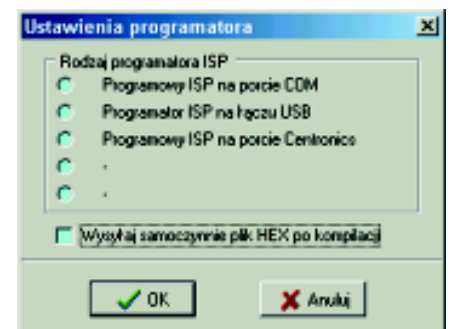 Ustawienia programatora
Rodzaj programatora ISP
Programowy ISP na porcie COM
Programator ISP na łączu USB
Programowy ISP na porcie Centronics
.
.
Wysyłaj samoczynnie plik HEX po kompilacji
OK
Anuluj